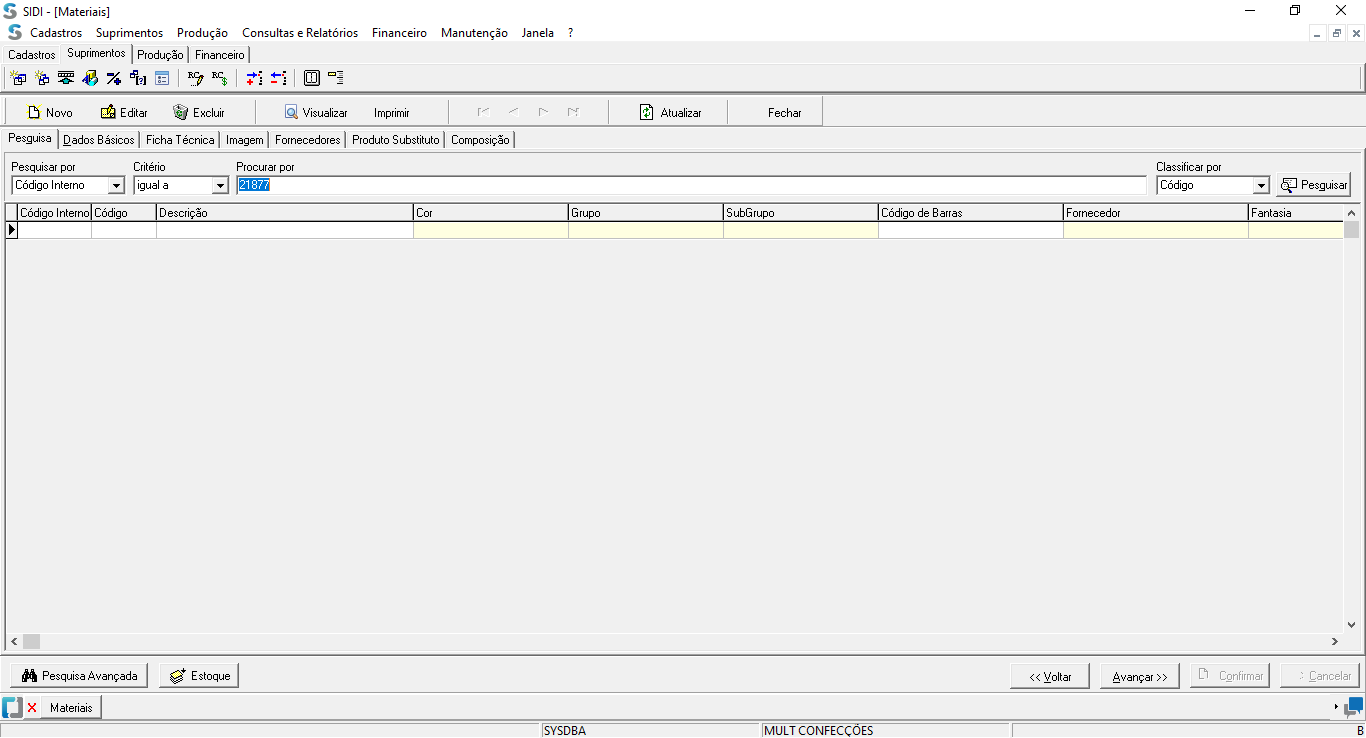 SIDI - [Materiais]
Cadastros Suprimentos Produção Consultas e Relatórios Financeiro Manutenção Janela ?
Cadastros Suprimentos Produção Financeiro
Novo Editar Excluir Visualizar Imprimir Atualizar Fechar
Pesquisa Dados Básicos Ficha Técnica Imagem Fornecedores Produto Substituto Composição
Pesquisar por Critério Procurar por Classificar por
Código Interno igual a 21877 Código Pesquisar
Código Interno Código Descrição Cor Grupo SubGrupo Código de Barras Fornecedor Fantasia
Pesquisa Avançada Estoque << Voltar Avançar >> Confirmar Cancelar
Materiais
SYSDBA MULT CONFECÇÕES B